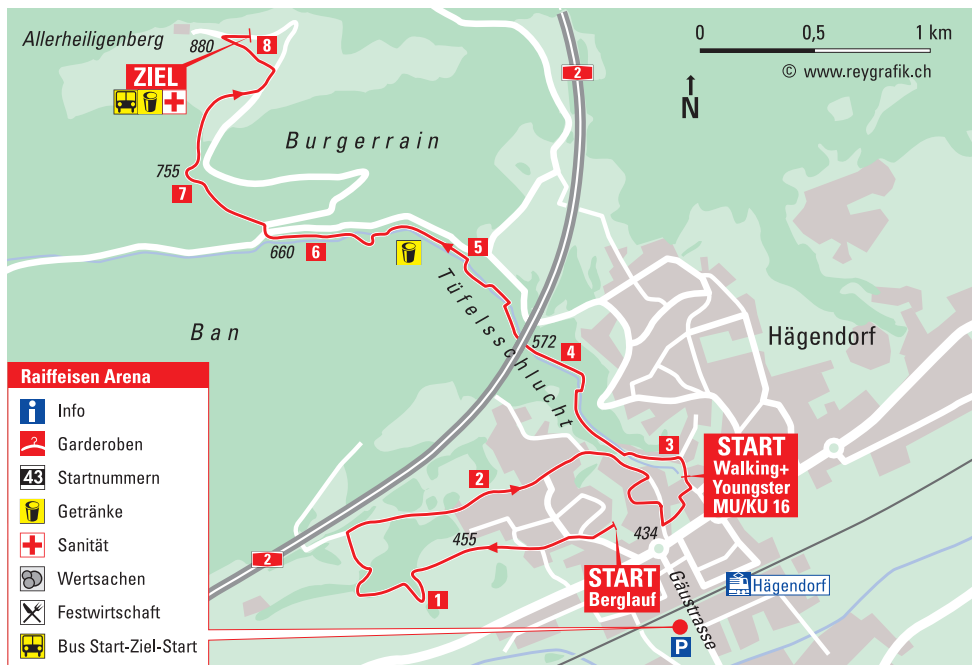 Allerheiligenberg
880
8
ZIEL
2
0
0,5
1 km
© www.reygrafik.ch
N
Burgerrain
755
7
660
6
5
Tüfelsschlucht
Ban
572
4
Hägendorf
3
START
Walking+
Youngster
MU/KU 16
2
434
455
2
1
START
Berglauf
Gäustrasse
Hägendorf
P
Raiffeisen Arena
i Info
Garderoben
43 Startnummern
Getränke
Sanität
Wertsachen
Festwirtschaft
Bus Start-Ziel-Start